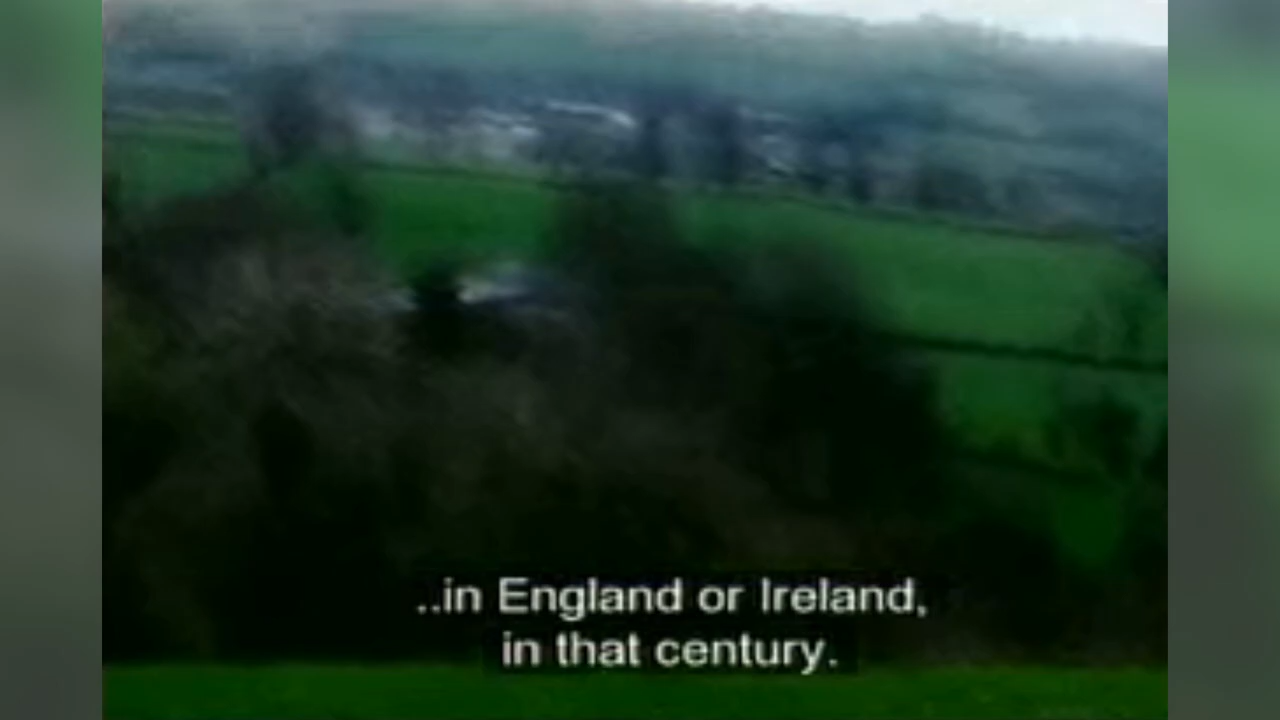 ..in England or Ireland,
in that century.